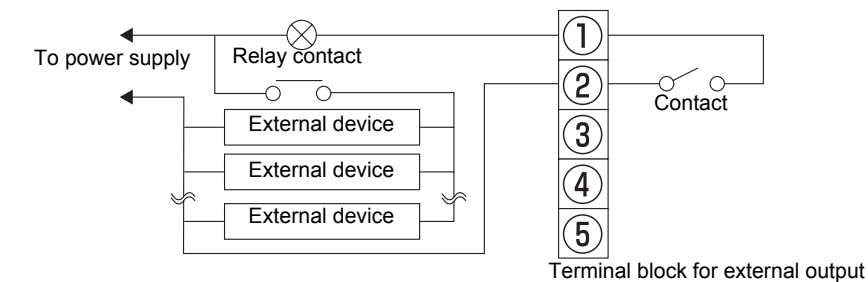 To power supply
Relay contact
External device
External device
External device
①
②
③
④
⑤
Contact
Terminal block for external output